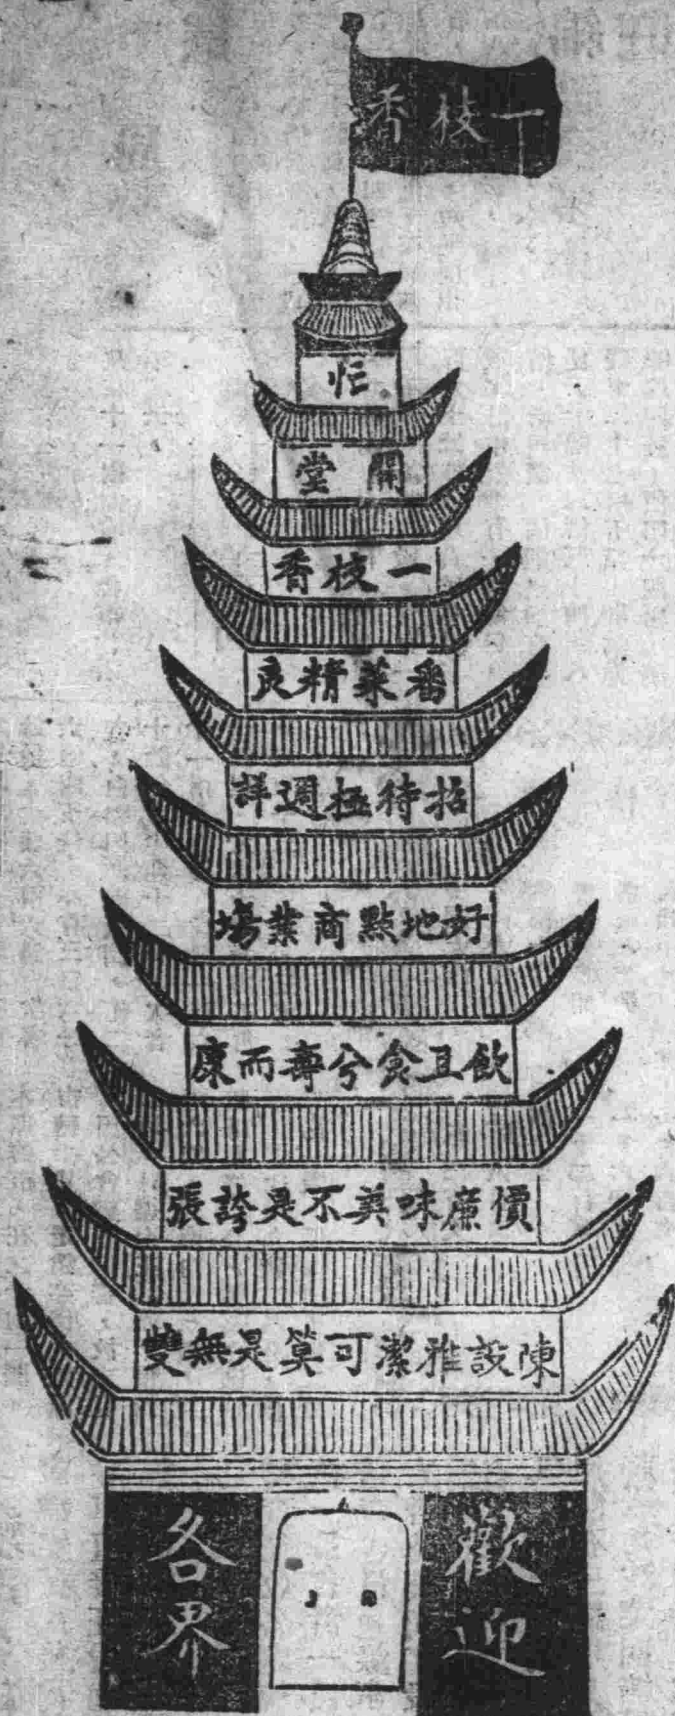 一枝香
忙
開堂
一枝香
番菜精良
招待極週詳
好地點商業場
飲且食兮壽而康
價廉味美不是誇張
陳設雅潔可算是無雙
歡迎
各界